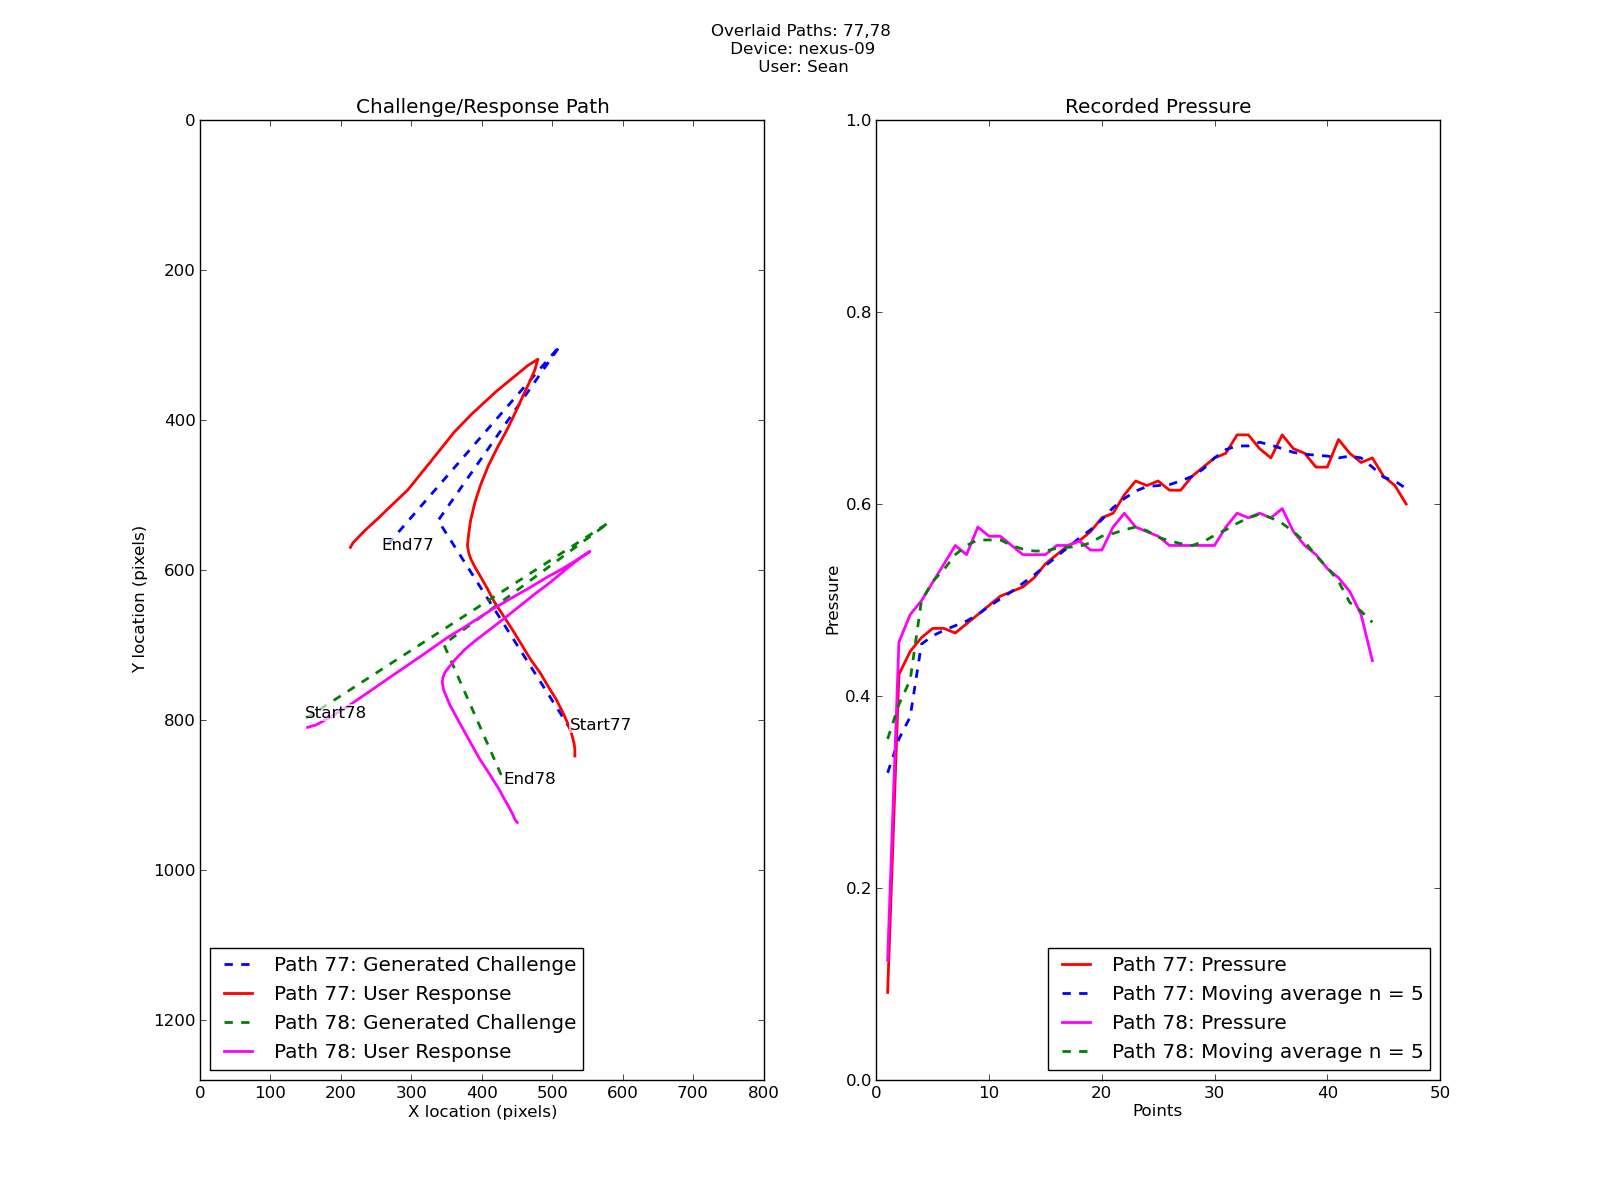 Overlaid Paths: 77,78
Device: nexus-09
User: Sean
Challenge/Response Path
0
200
400
600
800
1000
1200
Y location (pixels)
End77
Start78
Start77
End78
Path 77: Generated Challenge
Path 77: User Response
Path 78: Generated Challenge
Path 78: User Response
0 100 200 300 400 500 600 700 800
X location (pixels)
Recorded Pressure
1.0
0.8
0.6
0.4
0.2
0.0
Pressure
Path 77: Pressure
Path 77: Moving average n = 5
Path 78: Pressure
Path 78: Moving average n = 5
0 10 20 30 40 50
Points